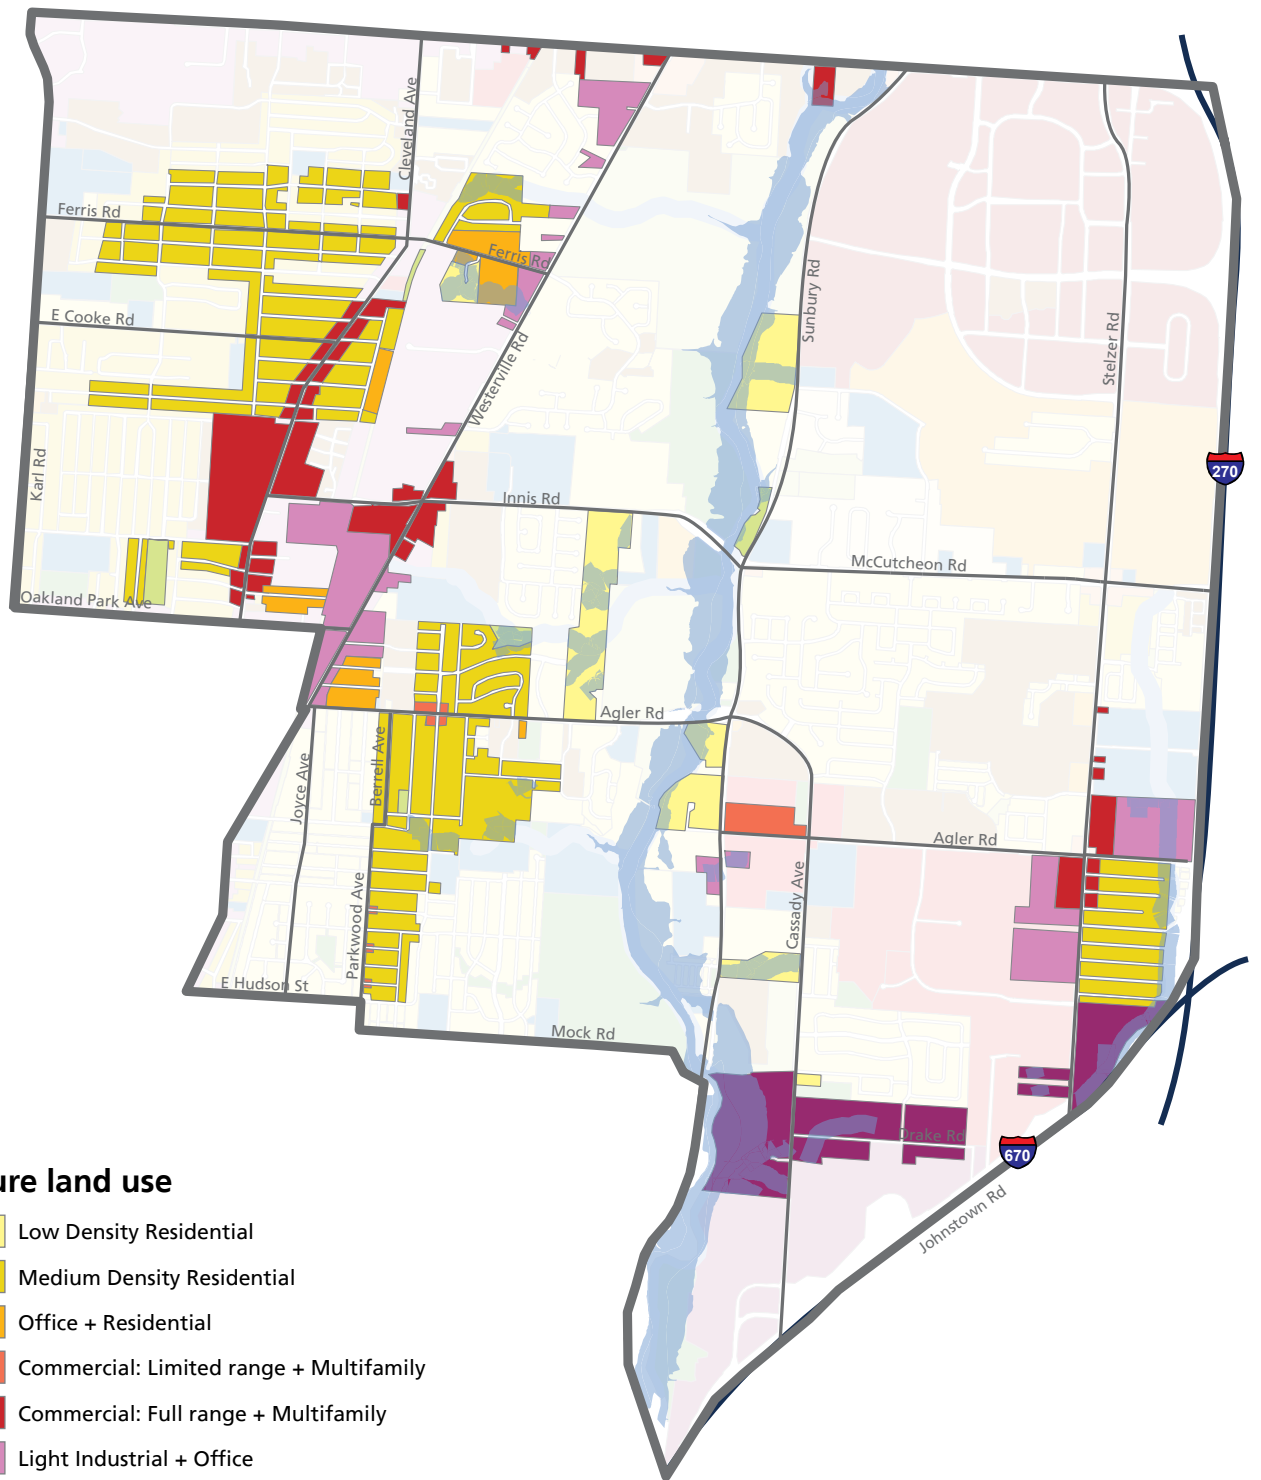 Cleveland Ave
Ferris Rd
Ferris Rd
Sunbury Rd
E Cooke Rd
Stelzer Rd
Westerville Rd
Karl Rd
270
Innis Rd
McCutcheon Rd
Oakland Park Ave
Agler Rd
Berrell Ave
Joyce Ave
Agler Rd
Cassady Ave
Parkwood Ave
E Hudson St
Mock Rd
Drake Rd
670
Johnstown Rd
land use
Low Density Residential
Medium Density Residential
Office + Residential
Commercial: Limited range + Multifamily
Commercial: Full range + Multifamily
Light Industrial + Office